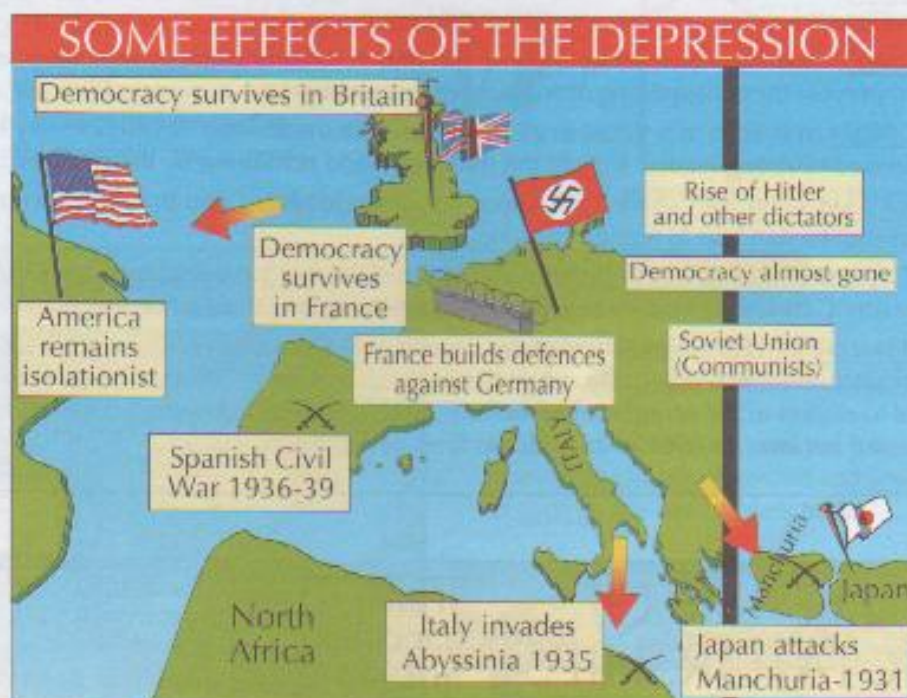 SOME EFFECTS OF THE DEPRESSION
Democracy survives in Britain
Rise of Hitler
and other dictators
Democracy
survives
in France
Democracy almost gone
America
remains
isolationist
France builds defences
against Germany
Soviet Union
(Communists)
ITALY
Spanish Civil
War 1936-39
Manchuria
Japan
North
Africa
Italy invades
Abyssinia 1935
Japan attacks
Manchuria-1931